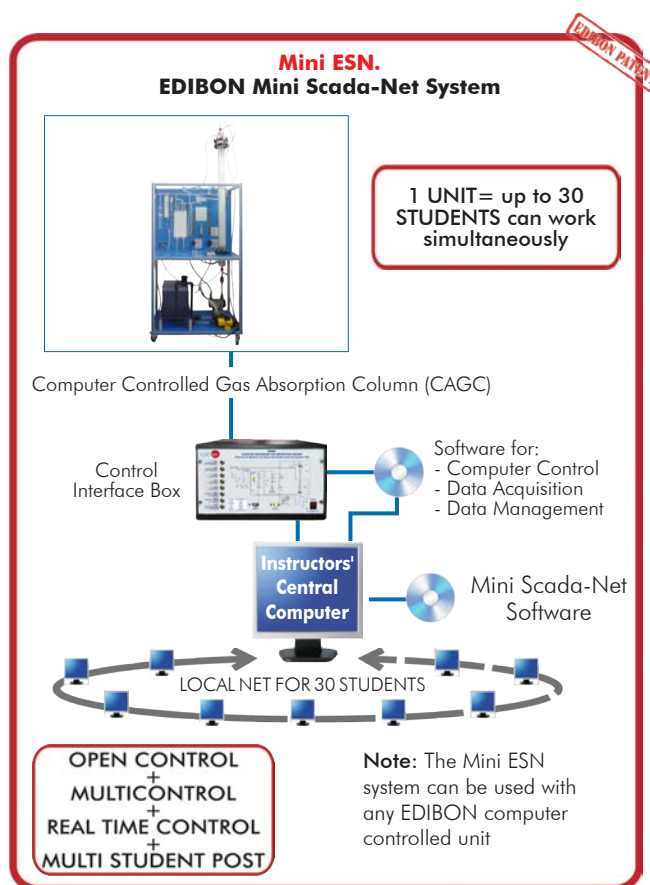 EDIBON PATENT
Mini ESN.
EDIBON Mini Scada-Net System
1 UNIT= up to 30
STUDENTS can work
simultaneously
Computer Controlled Gas Absorption Column (CAGC)
Control
Interface Box
Software for:
- Computer Control
- Data Acquisition
- Data Management
Instructors'
Central
Computer
Mini Scada-Net
Software
LOCAL NET FOR 30 STUDENTS
OPEN CONTROL
+
MULTICONTROL
+
REAL TIME CONTROL
+
MULTI STUDENT POST
Note: The Mini ESN
system can be used with
any EDIBON computer
controlled unit